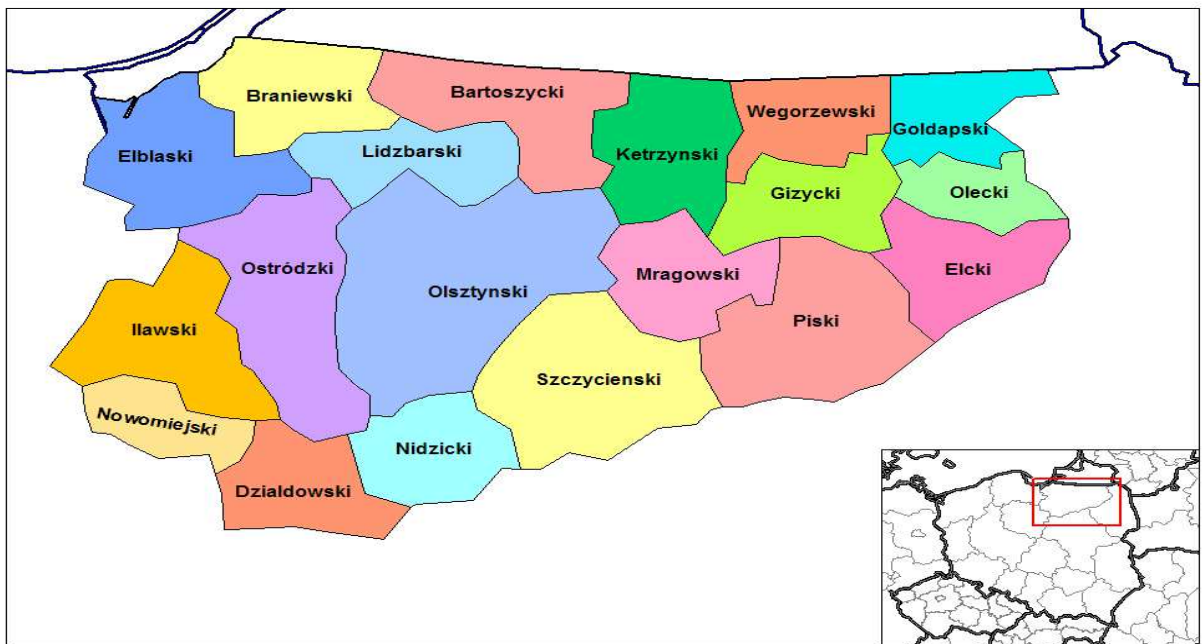 Braniewski
Bartoszycki
Wegorzewski
Goldapski
Elblaski
Lidzbarski
Ketrzynski
Gizycki
Olecki
Ostródzki
Mragowski
Elcki
Olsztynski
Ilawski
Piski
Szczycienski
Nowomiejski
Nidzicki
Dzialdowski